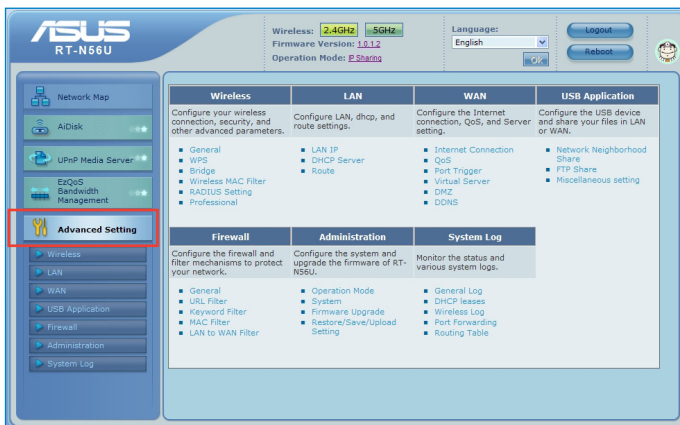 ASUS
RT-N56U
Wireless: 2.4GHz 5GHz
Firmware Version: 1.0.1.2
Operation Mode: IP Sharing
Language:
English
OK
Logout
Reboot
Network Map
AiDisk
UPnP Media Server
EzQoS
Bandwidth
Management
Advanced Setting
Wireless
LAN
WAN
USB Application
Firewall
Administration
System Log
Wireless
Configure your wireless
connection, security, and
other advanced parameters.
General
WPS
Bridge
Wireless MAC Filter
RADIUS Setting
Professional
LAN
Configure LAN, dhcp, and
route settings.
LAN IP
DHCP Server
Route
WAN
Configure the Internet
connection, QoS, and Server
setting.
Internet Connection
QoS
Port Trigger
Virtual Server
DMZ
DDNS
USB Application
Configure the USB device
and share your files in LAN
or WAN.
Network Neighborhood
Share
FTP Share
Miscellaneous setting
Firewall
Configure the firewall and
filter mechanisms to protect
your network.
General
URL Filter
Keyword Filter
MAC Filter
LAN to WAN Filter
Administration
Configure the system and
upgrade the firmware of RT-
N56U.
Operation Mode
System
Firmware Upgrade
Restore/Save/Upload
Setting
System Log
Monitor the status and
various system logs.
General Log
DHCP leases
Wireless Log
Port Forwarding
Routing Table